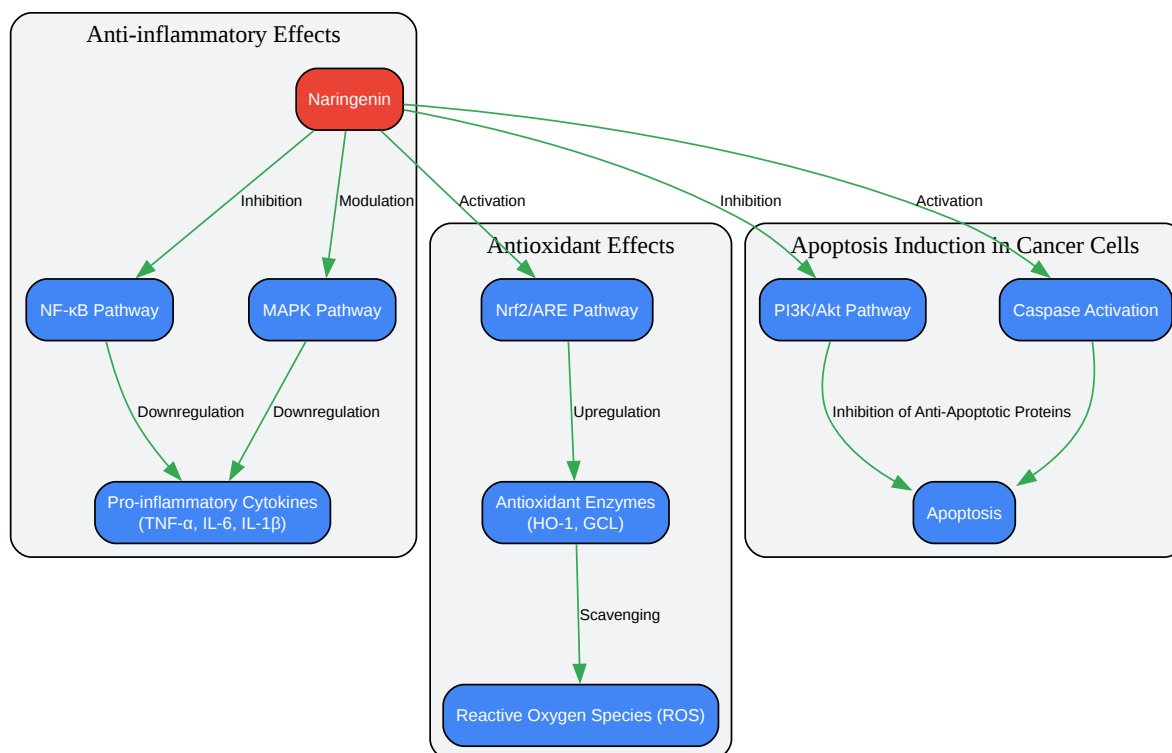 Anti-inflammatory Effects
Naringenin
Inhibition
Modulation
Activation
Inhibition
Activation
Antioxidant Effects
Apoptosis Induction in Cancer Cells
NF-κB Pathway
MAPK Pathway
Nrf2/ARE Pathway
PI3K/Akt Pathway
Caspase Activation
Downregulation
Downregulation
Upregulation
Inhibition of Anti-Apoptotic Proteins
Pro-inflammatory Cytokines
(TNF-α, IL-6, IL-1β)
Antioxidant Enzymes
(HO-1, GCL)
Apoptosis
Scavenging
Reactive Oxygen Species (ROS)